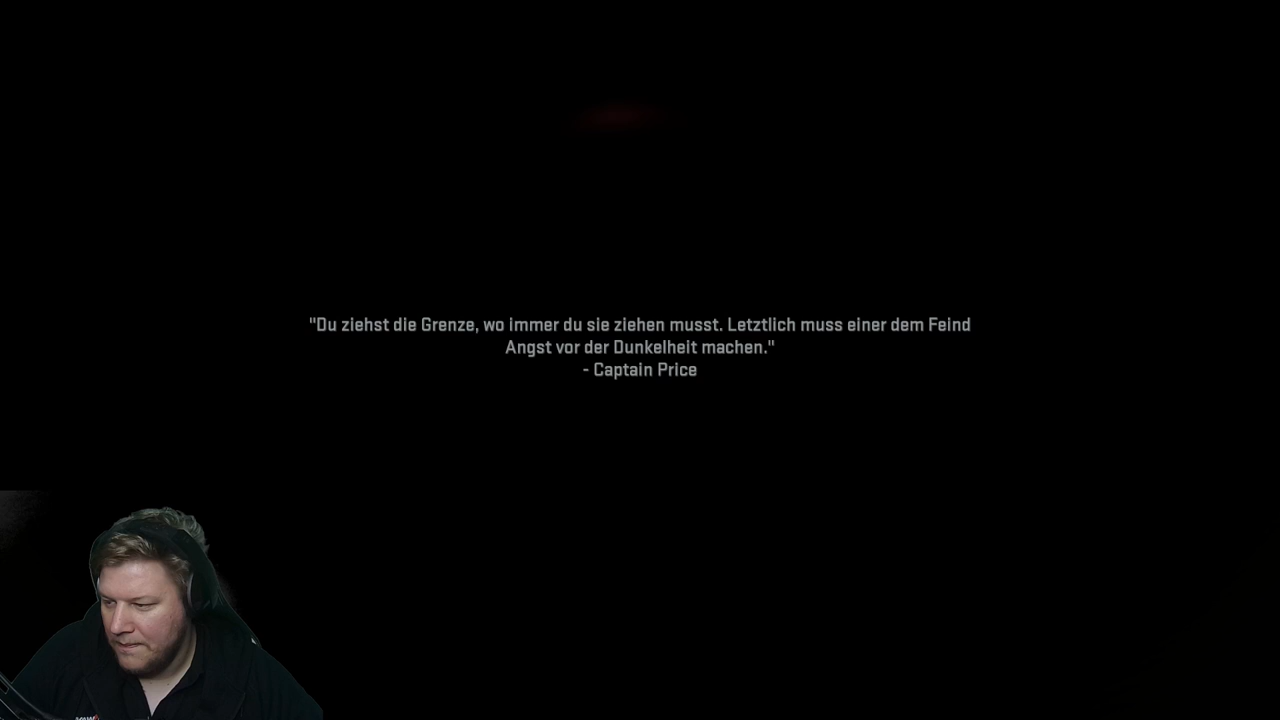 "Du ziehst die Grenze, wo immer du sie ziehen musst. Letztlich muss einer dem Feind
Angst vor der Dunkelheit machen."
- Captain Price